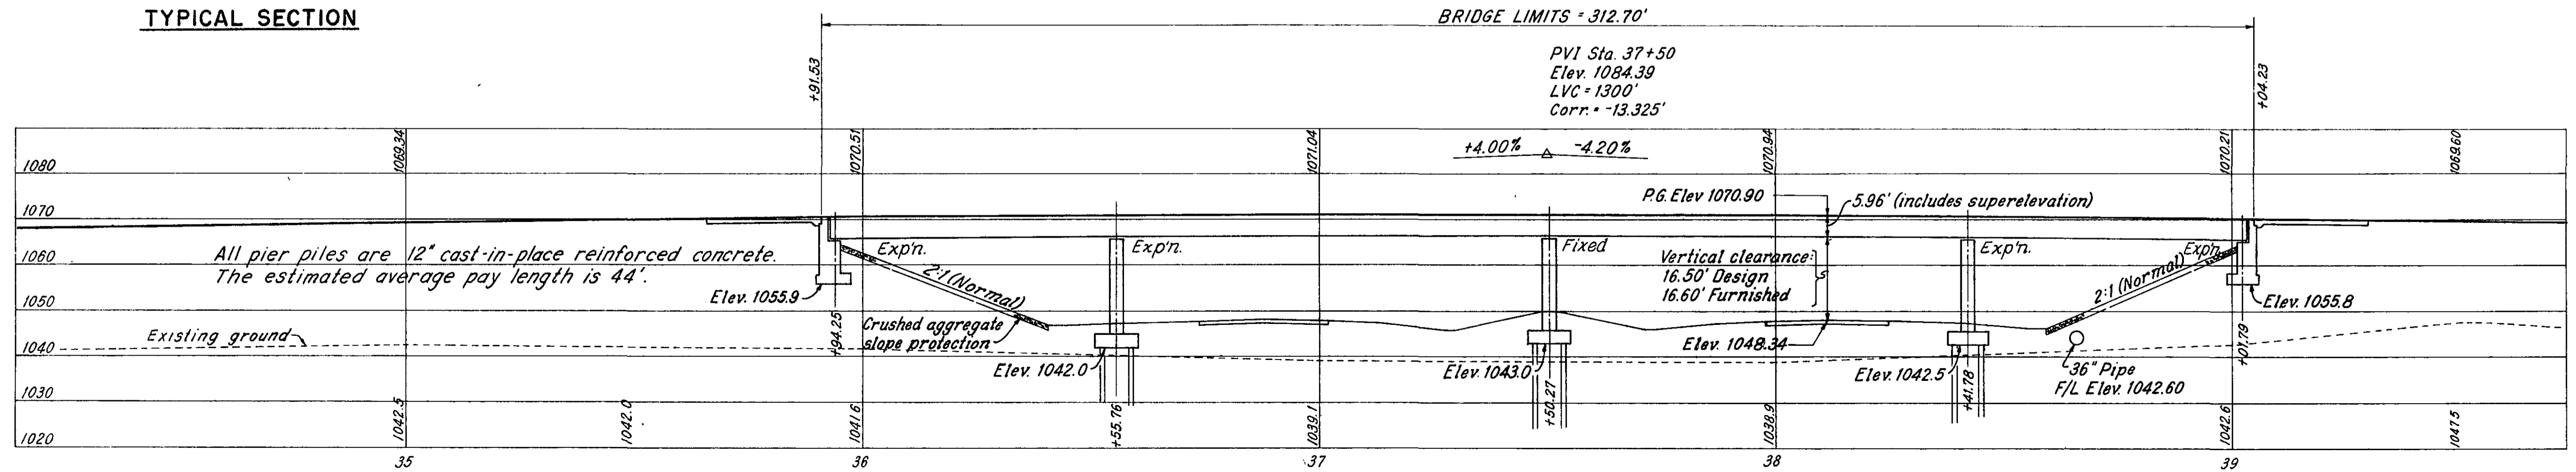 TYPICAL SECTION
BRIDGE LIMITS = 312.70'
PVI Sta. 37+50
Elev. 1084.39
LVC = 1300'
Corr. = -13.325'
+91.53
+04.23
1069.34
1070.51
1071.04
1070.94
1070.21
1069.60
+4.00% -4.20%
1080
1070
1060
1050
1040
1030
1020
P.G. Elev 1070.90
5.96' (includes superelevation)
All pier piles are 12" cast-in-place reinforced concrete.
The estimated average pay length is 44'.
Exp'n.
Exp'n.
Fixed
Exp'n.
Exp'n.
2:1 (Normal)
2:1 (Normal)
Vertical clearance:
16.50' Design
16.60' Furnished
Elev. 1055.9
Elev. 1055.8
Existing ground
Crushed aggregate
slope protection
+94.25
+07.79
Elev. 1048.34
Elev. 1042.0
Elev. 1043.0
Elev. 1042.5
36" Pipe
F/L Elev. 1042.60
+55.76
+50.27
+41.78
1042.5
1042.0
1041.6
1039.1
1038.9
1042.6
1047.5
35
36
37
38
39